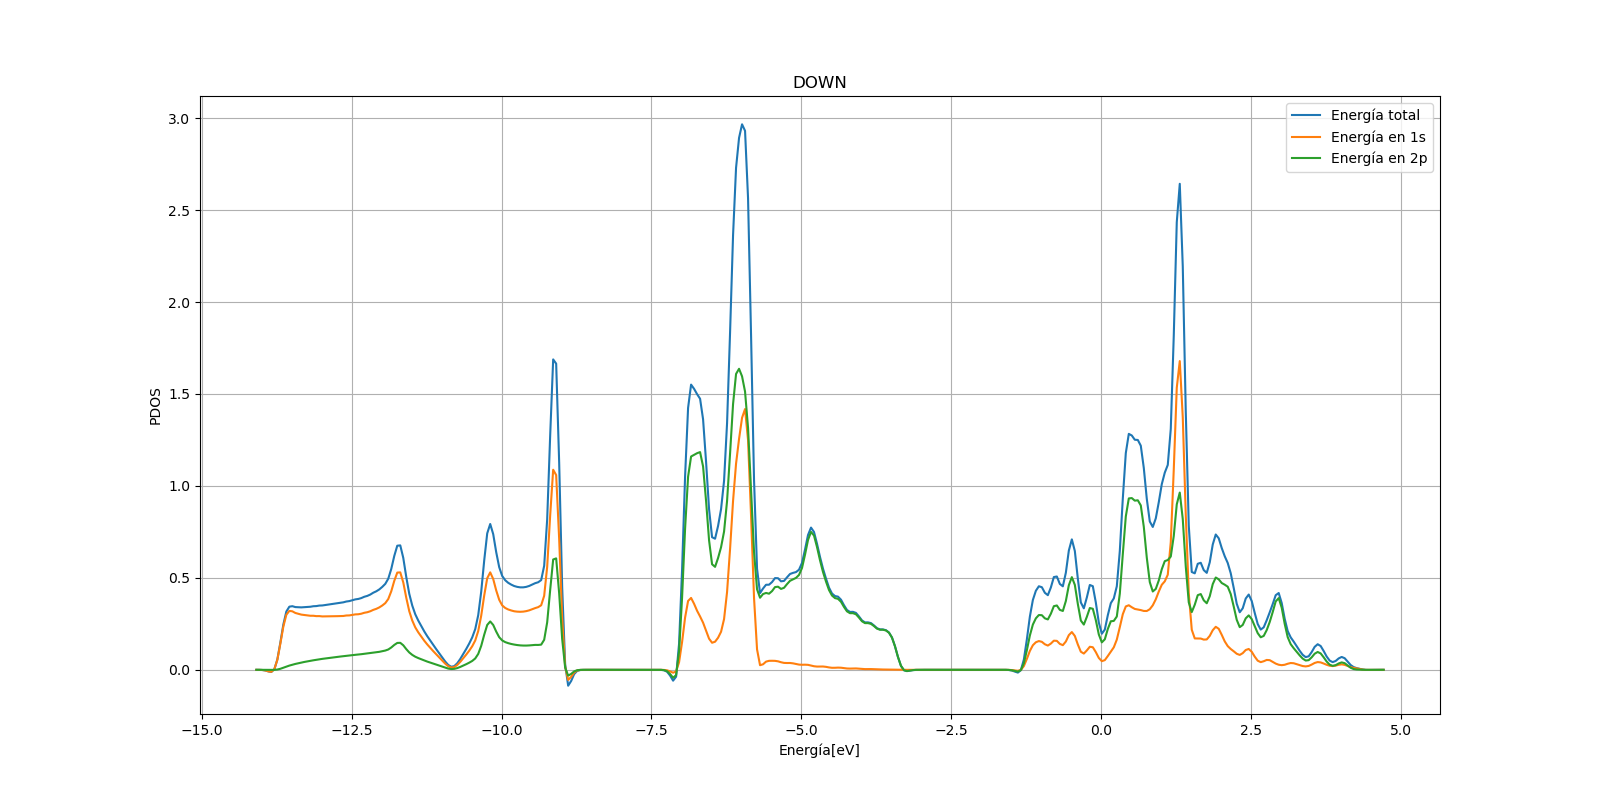 DOWN
Energía total
Energía en 1s
Energía en 2p
PDOS
3.0
2.5
2.0
1.5
1.0
0.5
0.0
−15.0 −12.5 −10.0 −7.5 −5.0 −2.5 0.0 2.5 5.0
Energía[eV]